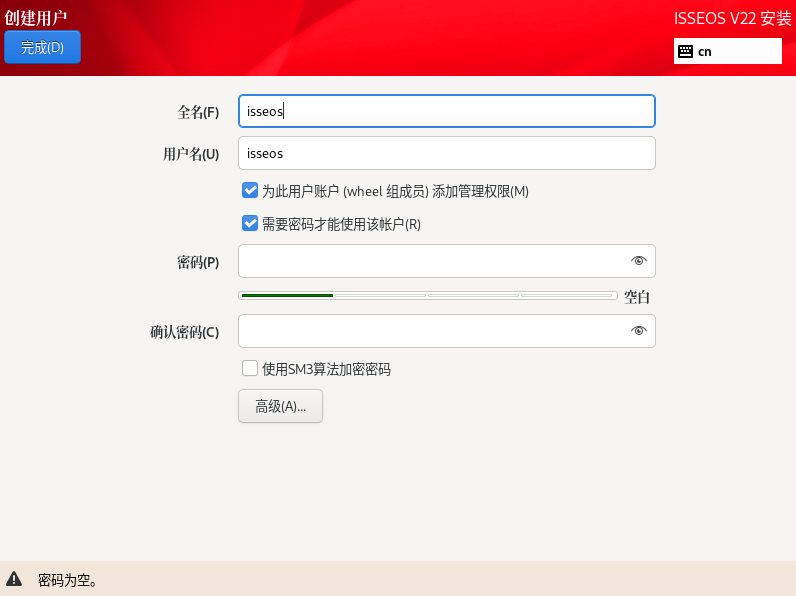 创建用户
ISSEOS V22 安装
完成(D)
cn
全名(F)
isseos
用户名(U)
isseos
为此用户账户 (wheel 组成员) 添加管理权限(M)
需要密码才能使用该帐户(R)
密码(P)
空白
确认密码(C)
使用SM3算法加密密码
高级(A)...
密码为空。